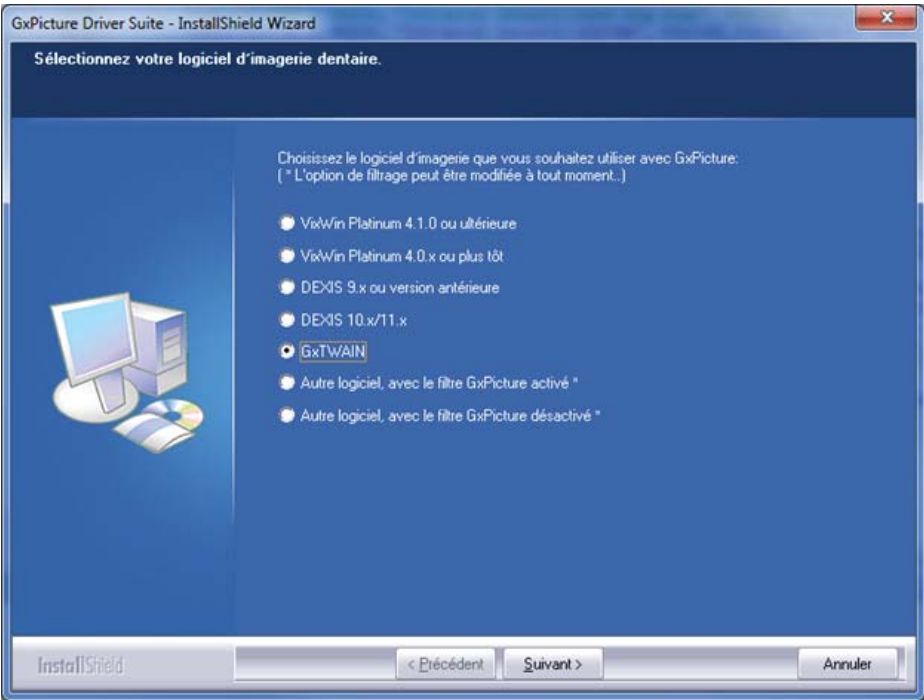 GxPicture Driver Suite - InstallShield Wizard
Sélectionnez votre logiciel d'imagerie dentaire.
Choisissez le logiciel d'imagerie que vous souhaitez utiliser avec GxPicture:
( * L'option de filtrage peut être modifiée à tout moment..)
VixWin Platinum 4.1.0 ou ultérieure
VixWin Platinum 4.0.x ou plus tôt
DEXIS 9.x ou version antérieure
DEXIS 10.x/11.x
GxTWAIN
Autre logiciel, avec le filtre GxPicture activé *
Autre logiciel, avec le filtre GxPicture désactivé *
InstallShield
< Précédent
Suivant >
Annuler